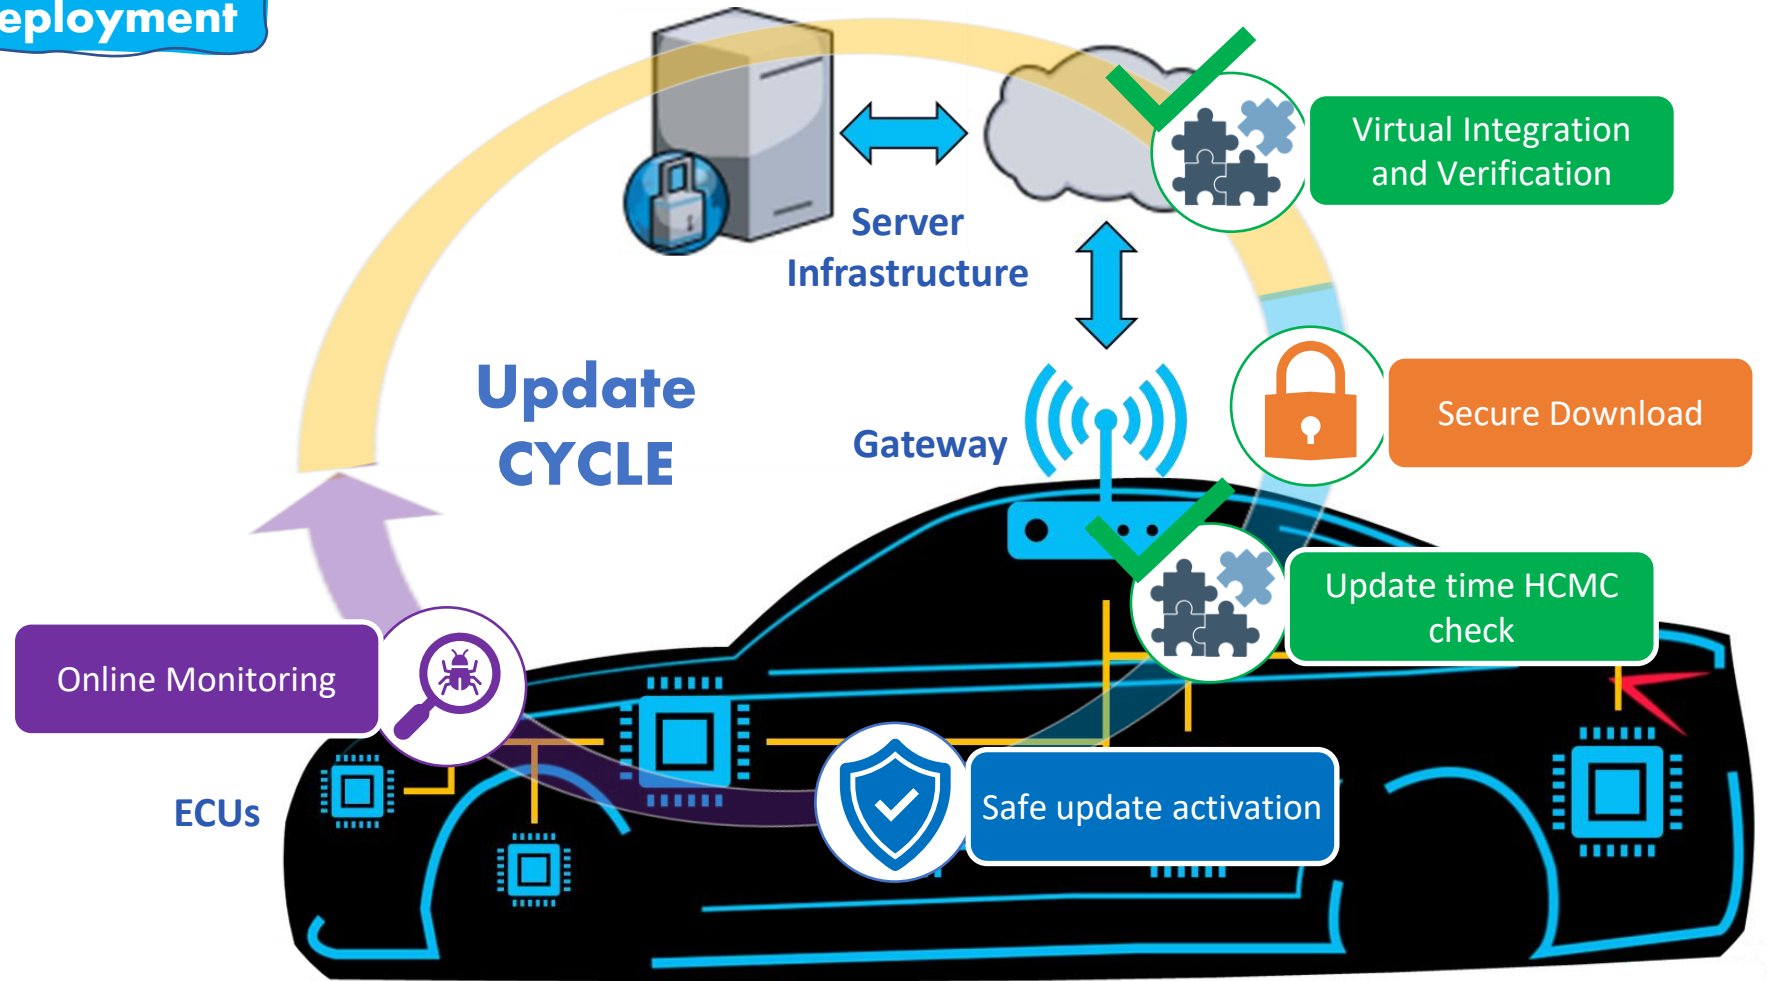 eployment
Virtual Integration
and Verification
Server
Infrastructure
Update
CYCLE
Gateway
Secure Download
Update time HCMC
check
Online Monitoring
ECUs
Safe update activation